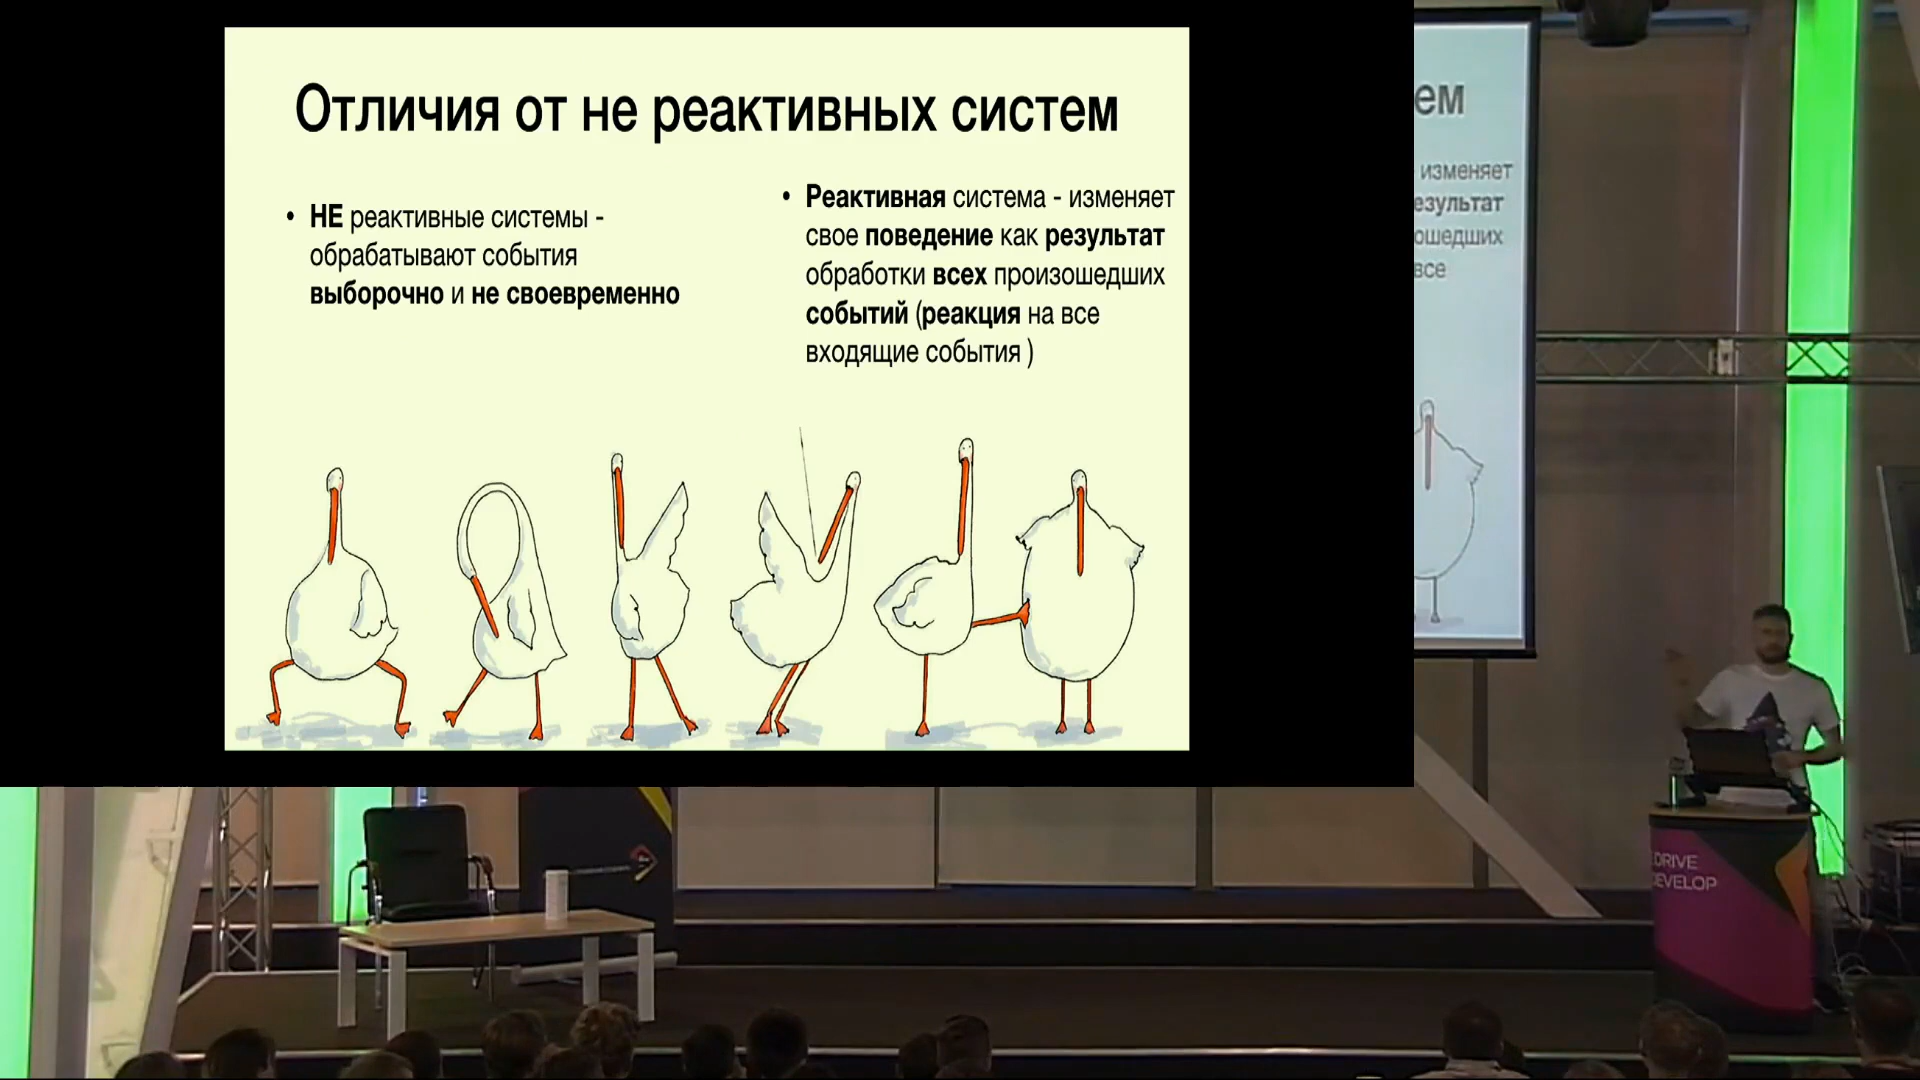 Отличия от не реактивных систем
• НЕ реактивные системы -
обрабатывают события
выборочно и не своевременно
• Реактивная система - изменяет
свое поведение как результат
обработки всех произошедших
событий (реакция на все
входящие события )
ем
изменяет
езультат
ошедших
все
DRIVE
DEVELOP